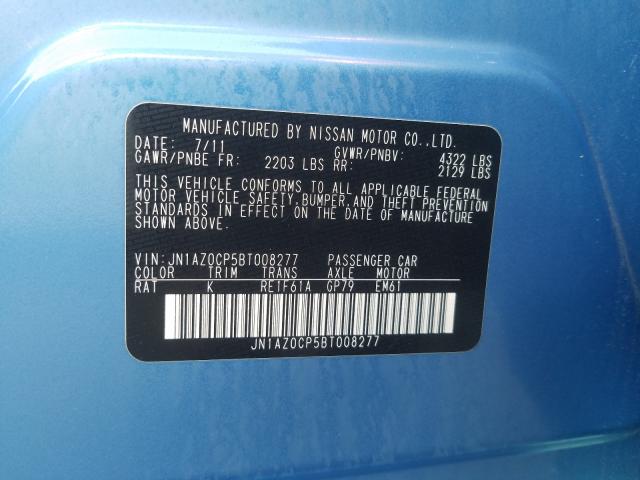 MANUFACTURED BY NISSAN MOTOR CO.,LTD.
DATE: 7/11 GVWR/PNBV: 4322 LBS
GAWR/PNBE FR: 2203 LBS RR: 2129 LBS
THIS VEHICLE CONFORMS TO ALL APPLICABLE FEDERAL
MOTOR VEHICLE SAFETY,BUMPER,AND THEFT PREVENTION
STANDARDS IN EFFECT ON THE DATE OF MANUFACTURE
SHOWN ABOVE.
VIN: JN1AZ0CP5BT008277 PASSENGER CAR
COLOR TRIM TRANS AXLE MOTOR
RAT K RE1F61A GP79 EM61
JN1AZ0CP5BT008277